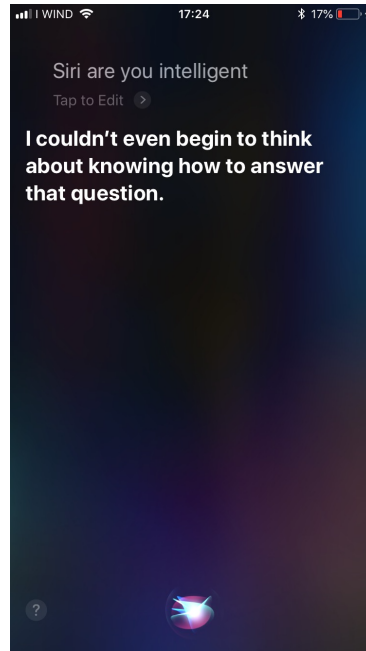 I WIND 17:24 17%
Siri are you intelligent
Tap to Edit >
I couldn't even begin to think
about knowing how to answer
that question.
?